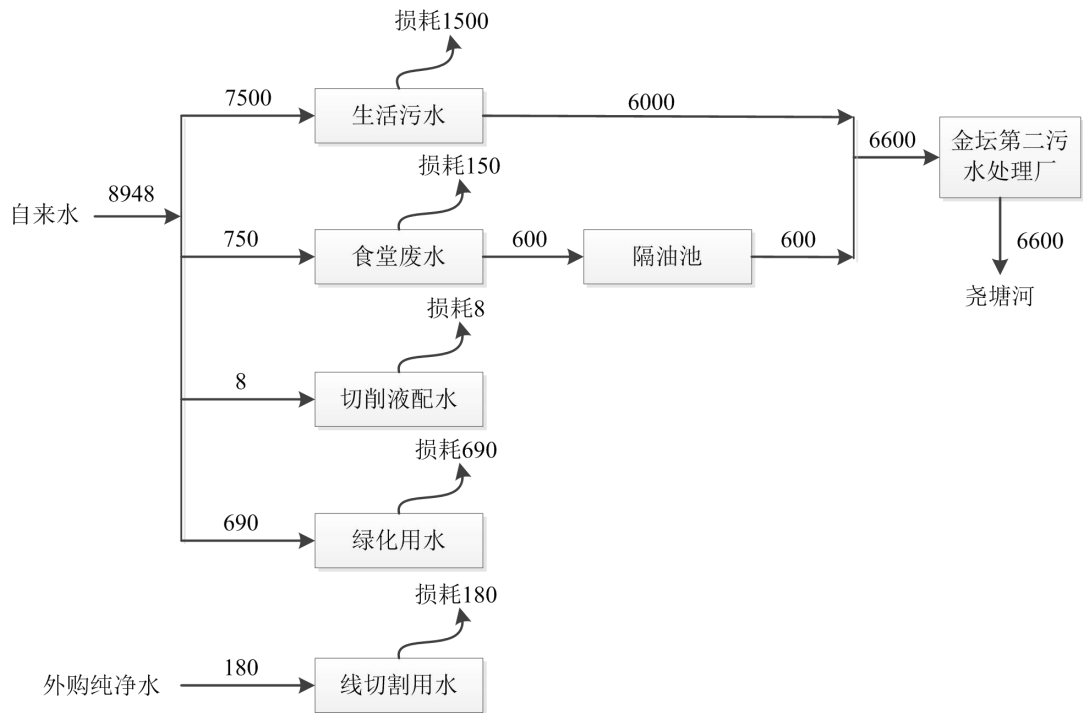 损耗1500
7500
生活污水
6000
6600
金坛第二污
水处理厂
损耗150
8948
自来水
750
食堂废水
600
隔油池
600
6600
尧塘河
损耗8
8
切削液配水
损耗690
690
绿化用水
损耗180
外购纯净水
180
线切割用水